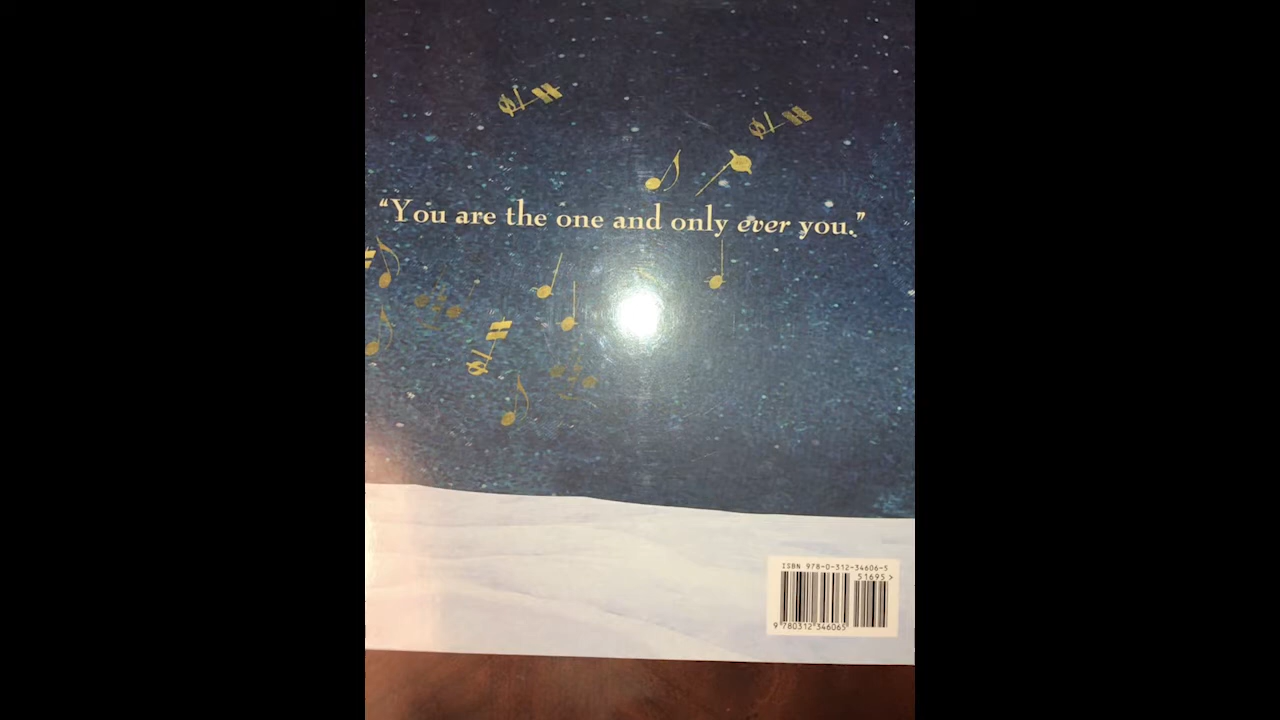 “You are the one and only ever you.”
ISBN 978-0-312-34606-5
51695>
9 780312 346065